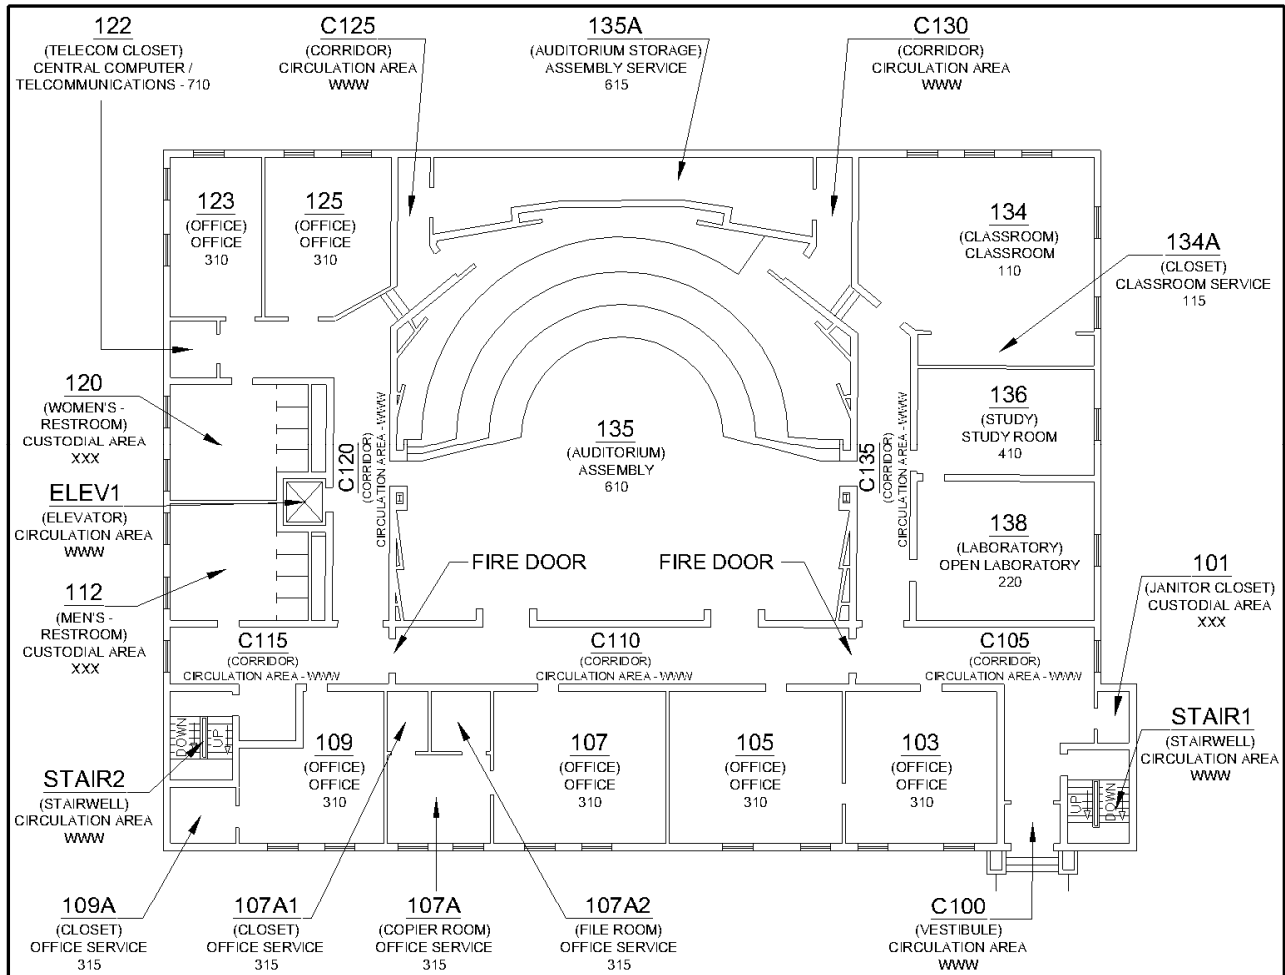 122
(TELECOM CLOSET)
CENTRAL COMPUTER /
TELCOMMUNICATIONS - 710
C125
(CORRIDOR)
CIRCULATION AREA
WWW
135A
(AUDITORIUM STORAGE)
ASSEMBLY SERVICE
615
C130
(CORRIDOR)
CIRCULATION AREA
WWW
123
(OFFICE)
OFFICE
310
125
(OFFICE)
OFFICE
310
134
(CLASSROOM)
CLASSROOM
110
134A
(CLOSET)
CLASSROOM SERVICE
115
120
(WOMEN'S -
RESTROOM)
CUSTODIAL AREA
XXX
C120
(CORRIDOR)
CIRCULATION AREA - WWW
135
(AUDITORIUM)
ASSEMBLY
610
C135
(CORRIDOR)
CIRCULATION AREA - WWW
136
(STUDY)
STUDY ROOM
410
ELEV1
(ELEVATOR)
CIRCULATION AREA
WWW
138
(LABORATORY)
OPEN LABORATORY
220
FIRE DOOR
FIRE DOOR
101
(JANITOR CLOSET)
CUSTODIAL AREA
XXX
112
(MEN'S -
RESTROOM)
CUSTODIAL AREA
XXX
C115
(CORRIDOR)
CIRCULATION AREA - WWW
C110
(CORRIDOR)
CIRCULATION AREA - WWW
C105
(CORRIDOR)
CIRCULATION AREA - WWW
DOWN
UP
STAIR2
(STAIRWELL)
CIRCULATION AREA
WWW
109
(OFFICE)
OFFICE
310
107
(OFFICE)
OFFICE
310
105
(OFFICE)
OFFICE
310
103
(OFFICE)
OFFICE
310
UP
DOWN
STAIR1
(STAIRWELL)
CIRCULATION AREA
WWW
109A
(CLOSET)
OFFICE SERVICE
315
107A1
(CLOSET)
OFFICE SERVICE
315
107A
(COPIER ROOM)
OFFICE SERVICE
315
107A2
(FILE ROOM)
OFFICE SERVICE
315
C100
(VESTIBULE)
CIRCULATION AREA
WWW